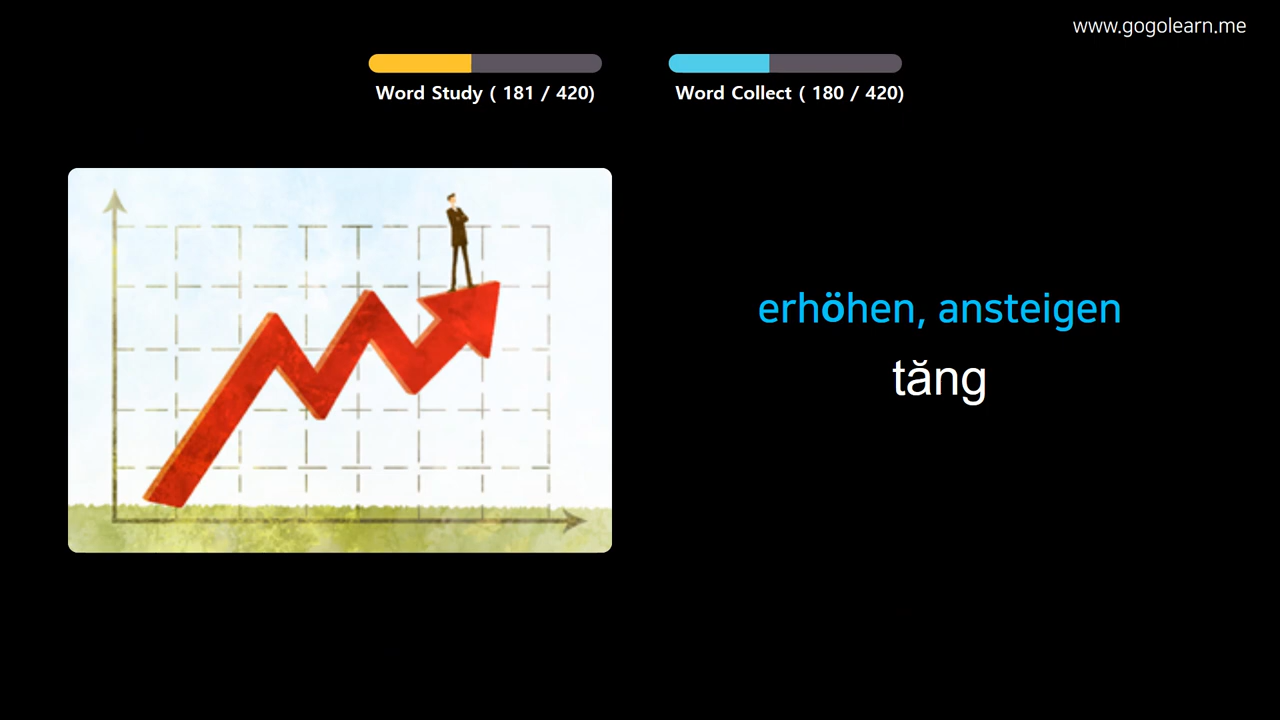 www.gogolearn.me
Word Study ( 181 / 420)
Word Collect ( 180 / 420)
erhöhen, ansteigen
tăng